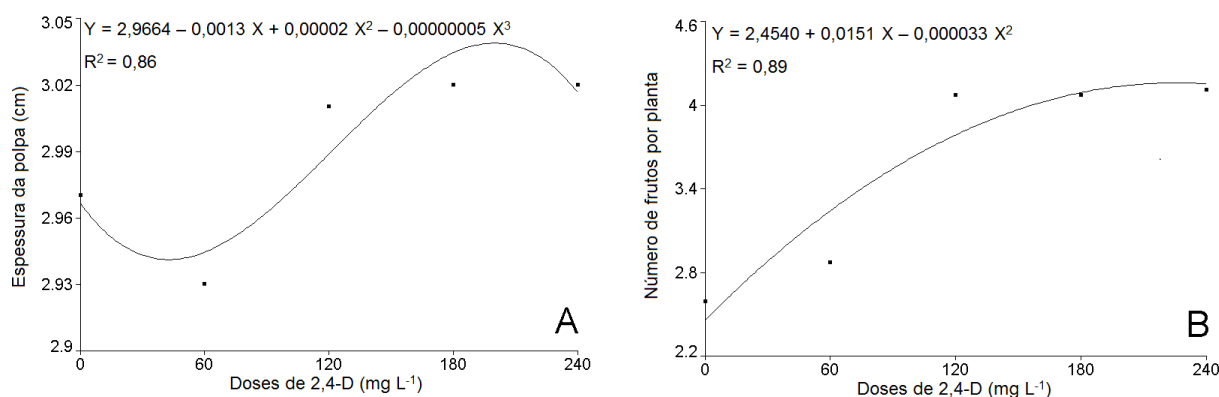 3.05
Y = 2,9664 – 0,0013 X + 0,00002 X² – 0,00000005 X³
R² = 0,86
3.02
2.99
2.96
2.93
2.9
Espessura da polpa (cm)
0 60 120 180 240
Doses de 2,4-D (mg L⁻¹)
A
4.6
Y = 2,4540 + 0,0151 X – 0,000033 X²
R² = 0,89
4
3.4
2.8
2.2
Número de frutos por planta
0 60 120 180 240
Doses de 2,4-D (mg L⁻¹)
B